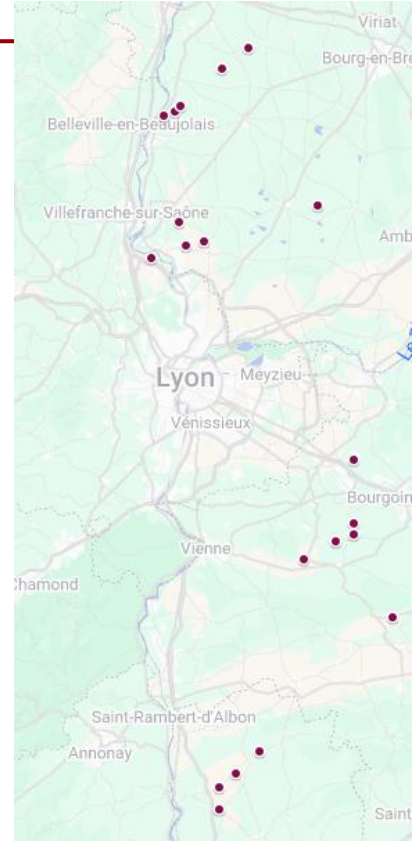 Viriat
Bourg-en-Bre
Belleville-en-Beaujolais
Villefranche-sur-Saône
Amb
Le
Lyon
Meyzieu
Vénissieux
Bourgoin
Vienne
Chamond
Saint-Rambert-d'Albon
Annonay
Saint